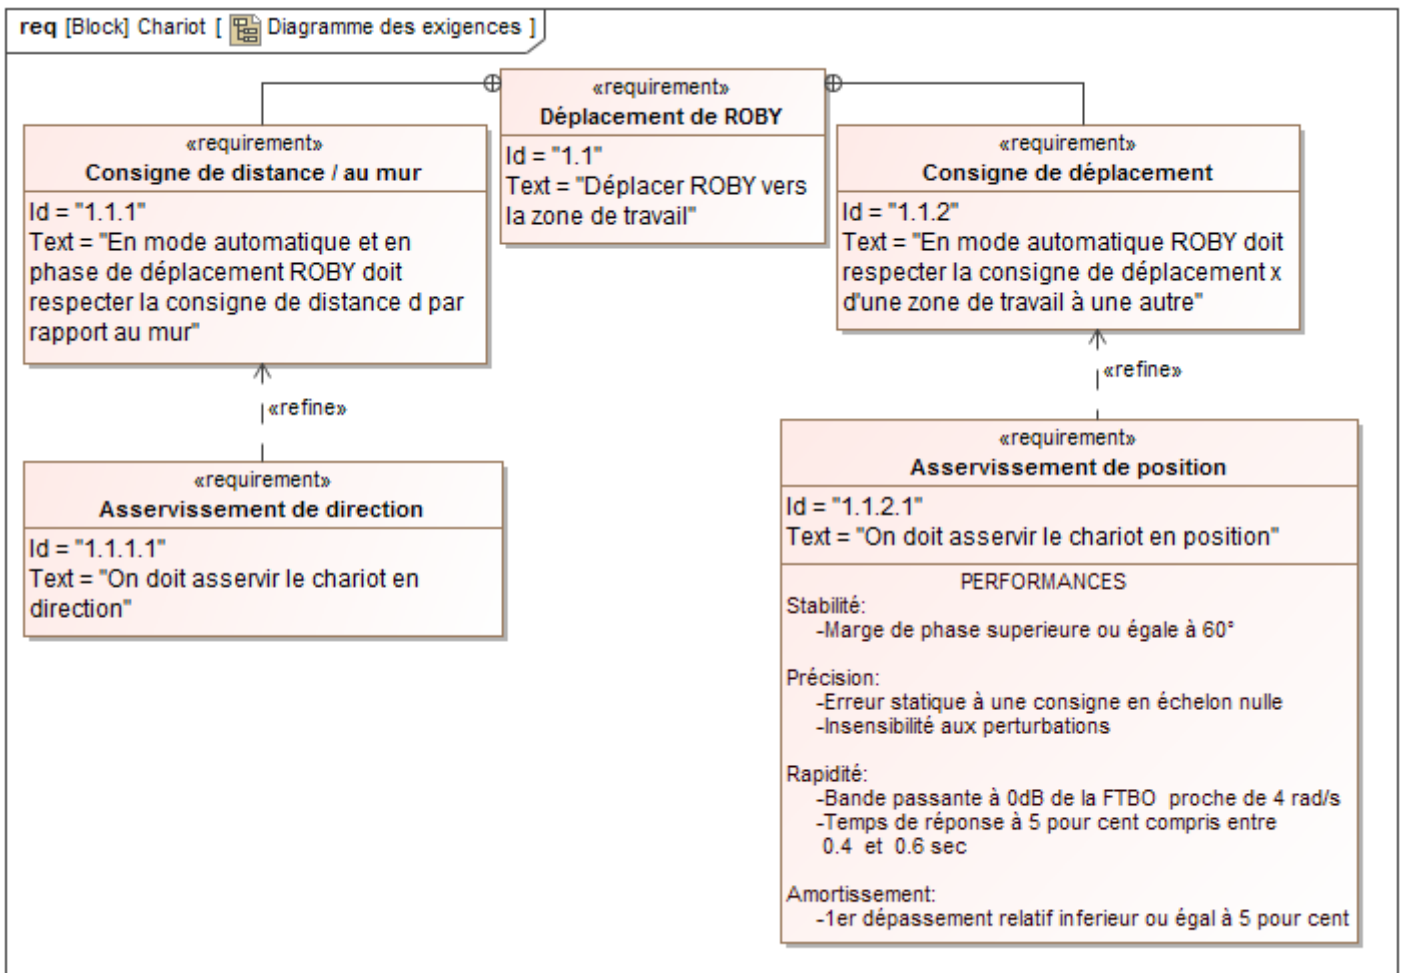 req [Block] Chariot [ Diagramme des exigences ]
«requirement»
Déplacement de ROBY
Id = "1.1"
Text = "Déplacer ROBY vers
la zone de travail"
«requirement»
Consigne de distance / au mur
Id = "1.1.1"
Text = "En mode automatique et en
phase de déplacement ROBY doit
respecter la consigne de distance d par
rapport au mur"
«requirement»
Consigne de déplacement
Id = "1.1.2"
Text = "En mode automatique ROBY doit
respecter la consigne de déplacement x
d'une zone de travail à une autre"
«refine»
«refine»
«requirement»
Asservissement de direction
Id = "1.1.1.1"
Text = "On doit asservir le chariot en
direction"
«requirement»
Asservissement de position
Id = "1.1.2.1"
Text = "On doit asservir le chariot en position"
PERFORMANCES
Stabilité:
-Marge de phase superieure ou égale à 60°
Précision:
-Erreur statique à une consigne en échelon nulle
-Insensibilité aux perturbations
Rapidité:
-Bande passante à 0dB de la FTBO proche de 4 rad/s
-Temps de réponse à 5 pour cent compris entre
0.4 et 0.6 sec
Amortissement:
-1er dépassement relatif inferieur ou égal à 5 pour cent